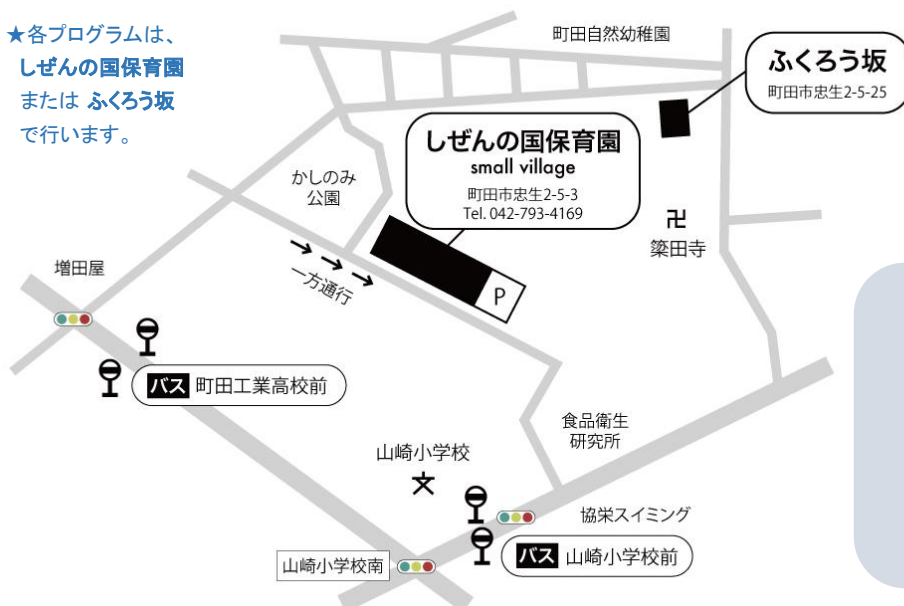 ★各プログラムは、
しぜんの国保育園
または ふくろう坂
で行います。
町田自然幼稚園
ふくろう坂
町田市忠生2-5-25
しぜんの国保育園
small village
町田市忠生2-5-3
Tel. 042-793-4169
かしのみ
公園
卍
簗田寺
一方通行
P
増田屋
バス 町田工業高校前
食品衛生
研究所
山崎小学校
文
協栄スイミング
バス 山崎小学校前
山崎小学校南